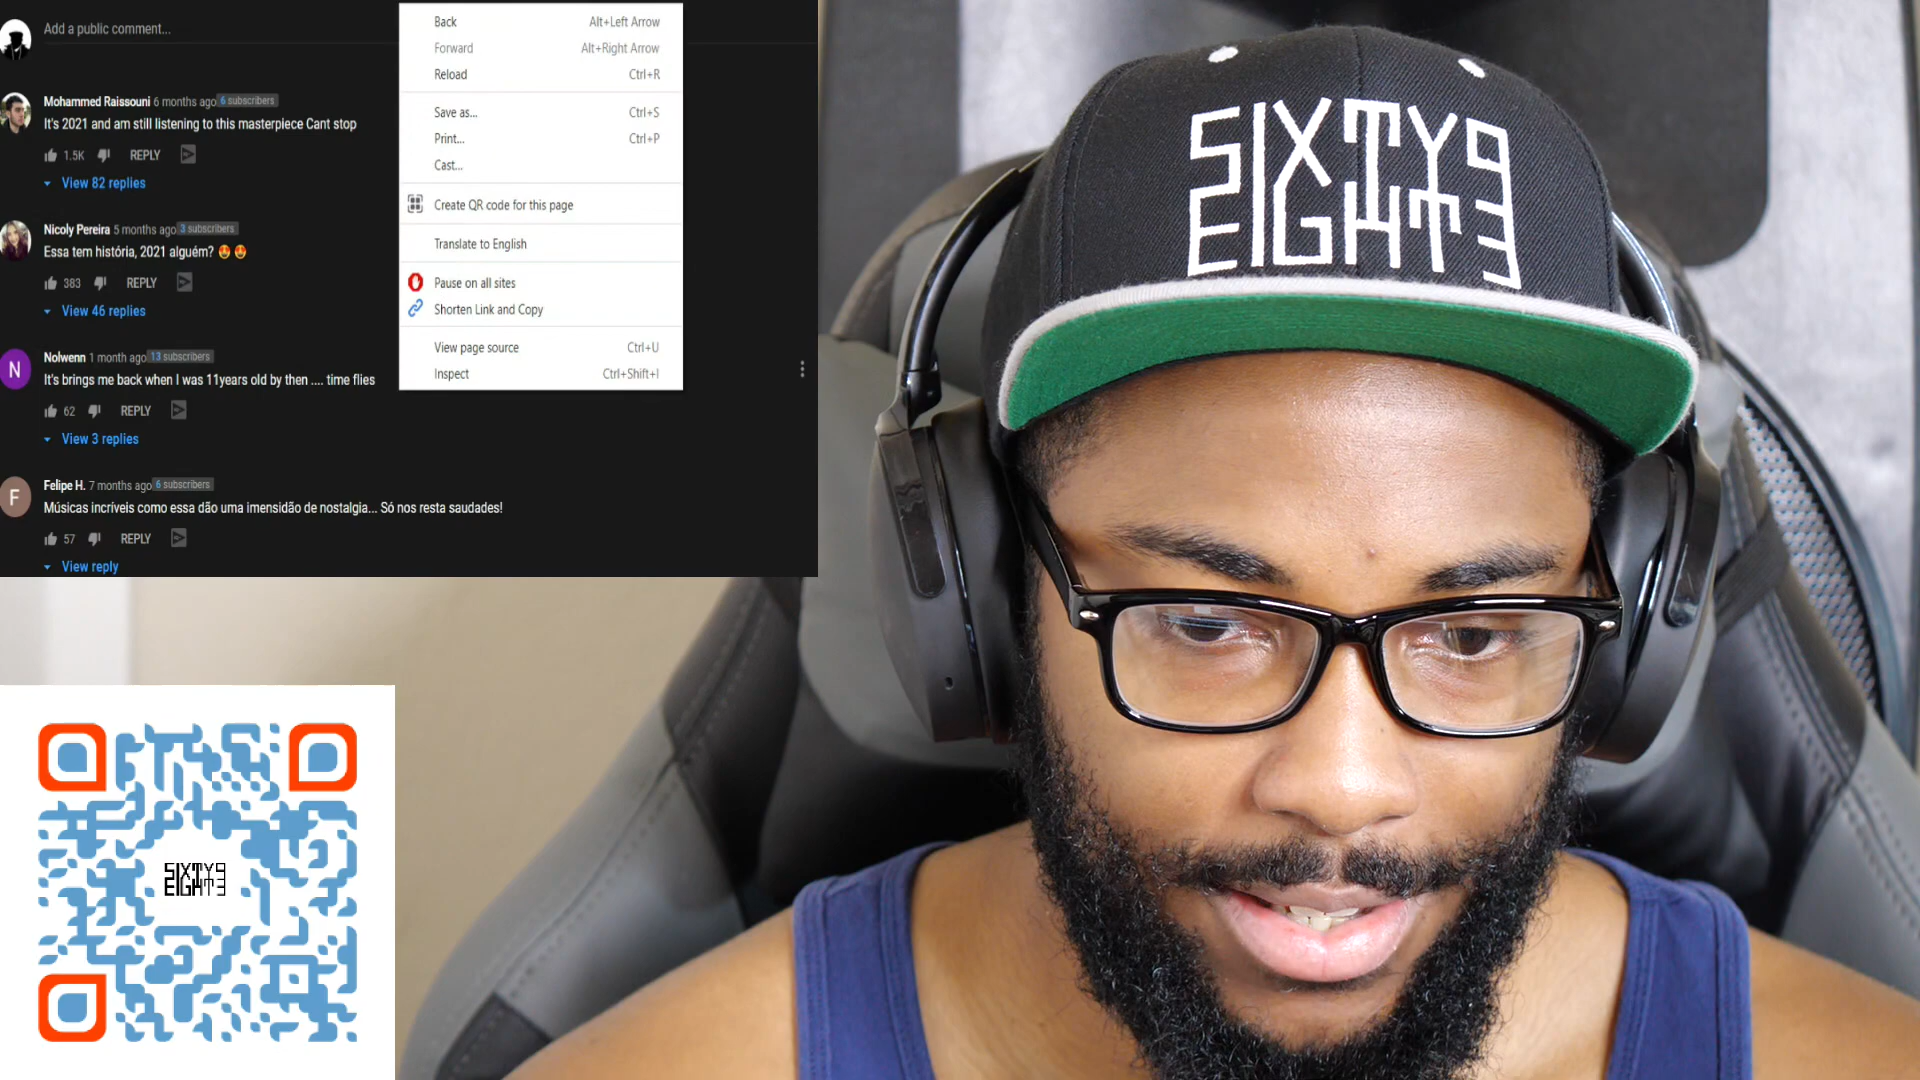 Add a public comment...
Mohammed Raissouni 6 months ago 6 subscribers
It's 2021 and am still listening to this masterpiece Cant stop
1.5K REPLY
View 82 replies
Nicoly Pereira 5 months ago 3 subscribers
Essa tem história, 2021 alguém? 😍😍
383 REPLY
View 46 replies
N
Nolwenn 1 month ago 13 subscribers
It's brings me back when I was 11years old by then .... time flies
62 REPLY
View 3 replies
F
Felipe H. 7 months ago 6 subscribers
Músicas incríveis como essa dão uma imensidão de nostalgia... Só nos resta saudades!
57 REPLY
View reply
Back Alt+Left Arrow
Forward Alt+Right Arrow
Reload Ctrl+R
Save as... Ctrl+S
Print... Ctrl+P
Cast...
Create QR code for this page
Translate to English
Pause on all sites
Shorten Link and Copy
View page source Ctrl+U
Inspect Ctrl+Shift+I
SIXTY
EIGHTE
SIXTY
EIGHTE